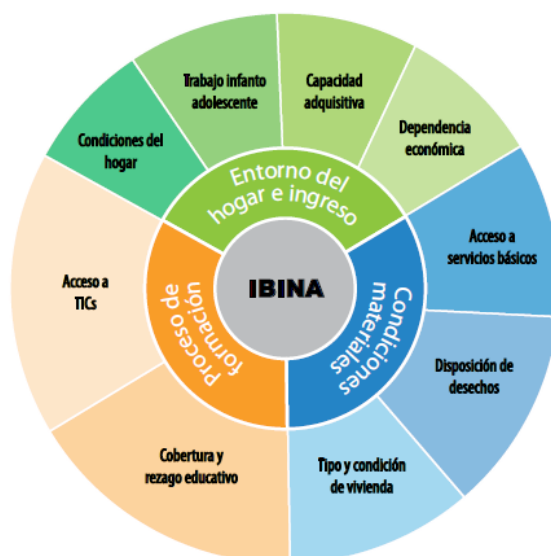 Trabajo infanto
adolescente
Capacidad
adquisitiva
Condiciones del
hogar
Dependencia
económica
Entorno del
hogar e ingreso
Acceso a
servicios básicos
Acceso a
TICs
IBINA
Proceso de
formación
Condiciones
materiales
Disposición de
desechos
Cobertura y
rezago educativo
Tipo y condición
de vivienda